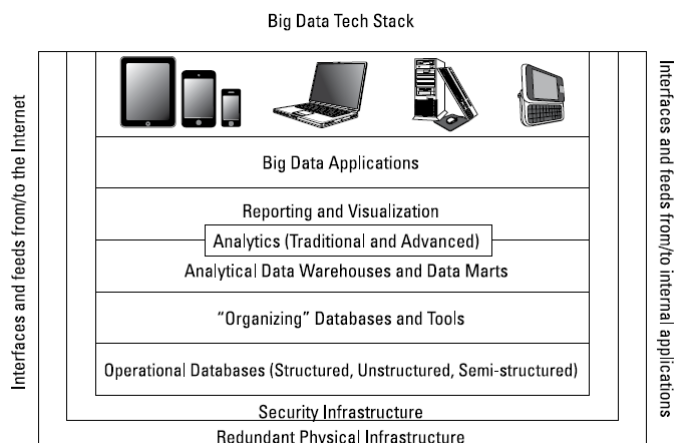 Big Data Tech Stack
Interfaces and feeds from/to the Internet
Interfaces and feeds from/to internal applications
Big Data Applications
Reporting and Visualization
Analytics (Traditional and Advanced)
Analytical Data Warehouses and Data Marts
“Organizing” Databases and Tools
Operational Databases (Structured, Unstructured, Semi-structured)
Security Infrastructure
Redundant Physical Infrastructure